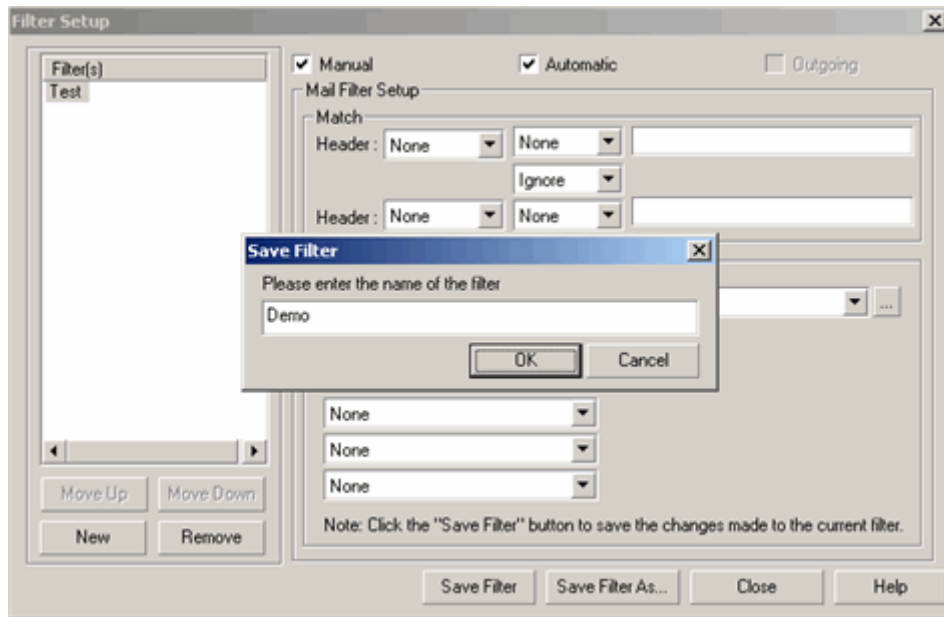 Filter Setup
Filter(s)
Test
Move Up Move Down
New Remove
Manual Automatic Outgoing
Mail Filter Setup
Match
Header : None None
Ignore
Header : None None
Save Filter
Please enter the name of the filter
Demo
OK Cancel
...
None
None
None
Note: Click the "Save Filter" button to save the changes made to the current filter.
Save Filter Save Filter As... Close Help